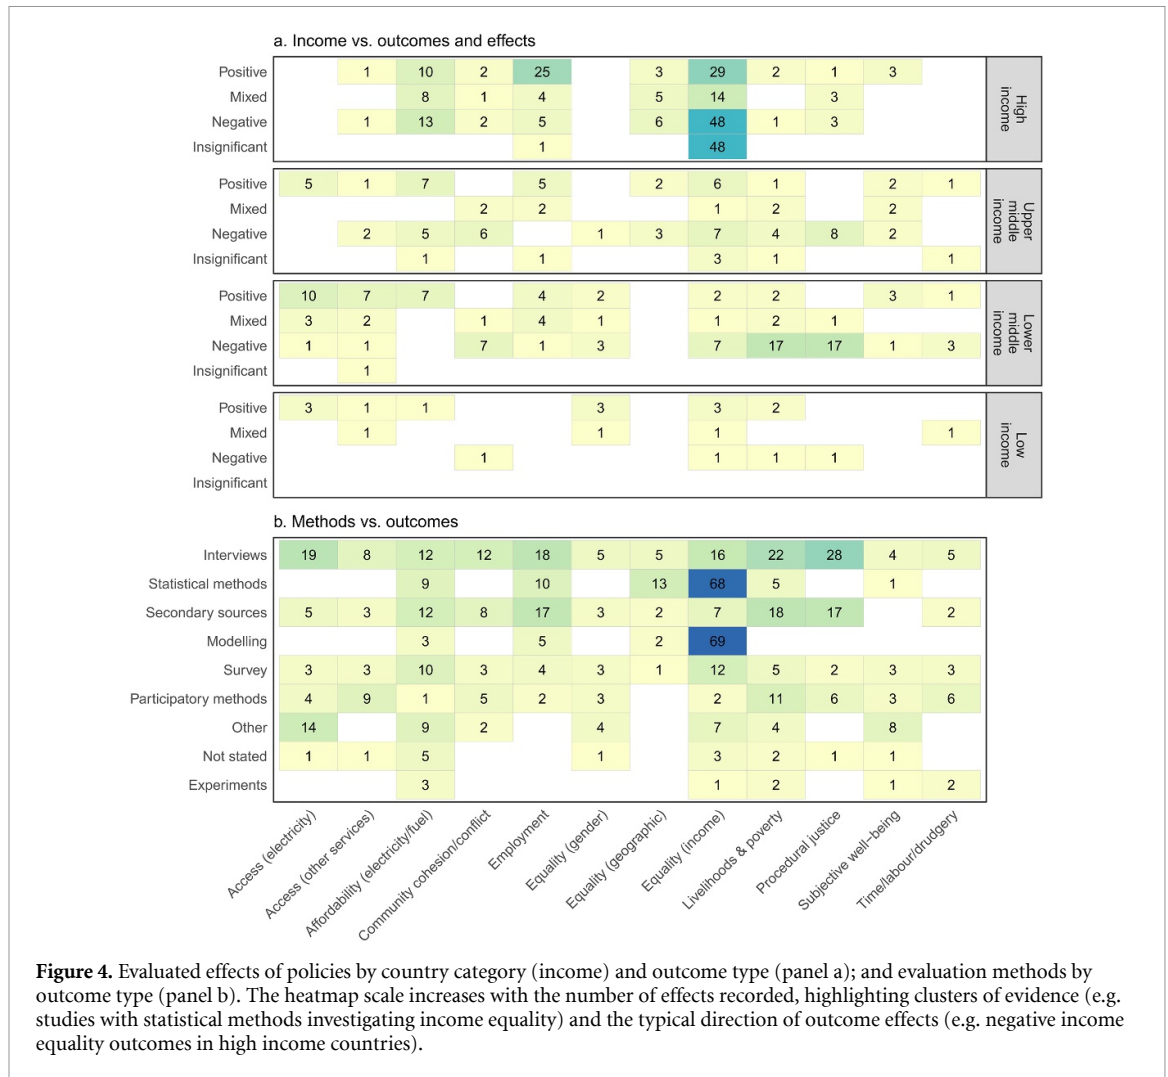 a. Income vs. outcomes and effects
Positive 1 10 2 25 3 29 2 1 3
Mixed 8 1 4 5 14 3
Negative 1 13 2 5 6 48 1 3
Insignificant 1 48
High
income
Positive 5 1 7 5 2 6 1 2 1
Mixed 2 2 1 2 2
Negative 2 5 6 1 3 7 4 8 2
Insignificant 1 1 3 1 1
Upper
middle
income
Positive 10 7 7 4 2 2 2 3 1
Mixed 3 2 1 4 1 1 2 1
Negative 1 1 7 1 3 7 17 17 1 3
Insignificant 1
Lower
middle
income
Positive 3 1 1 3 3 2
Mixed 1 1 1 1
Negative 1 1 1 1
Insignificant
Low
income
b. Methods vs. outcomes
Interviews 19 8 12 12 18 5 5 16 22 28 4 5
Statistical methods 9 10 13 68 5 1
Secondary sources 5 3 12 8 17 3 2 7 18 17 2
Modelling 3 5 2 69
Survey 3 3 10 3 4 3 1 12 5 2 3 3
Participatory methods 4 9 1 5 2 3 2 11 6 3 6
Other 14 9 2 4 7 4 8
Not stated 1 1 5 1 3 2 1 1
Experiments 3 1 2 1 2
Access (electricity)
Access (other services)
Affordability (electricity/fuel)
Community cohesion/conflict
Employment
Equality (gender)
Equality (geographic)
Equality (income)
Livelihoods & poverty
Procedural justice
Subjective well–being
Time/labour/drudgery
Figure 4. Evaluated effects of policies by country category (income) and outcome type (panel a); and evaluation methods by
outcome type (panel b). The heatmap scale increases with the number of effects recorded, highlighting clusters of evidence (e.g.
studies with statistical methods investigating income equality) and the typical direction of outcome effects (e.g. negative income
equality outcomes in high income countries).